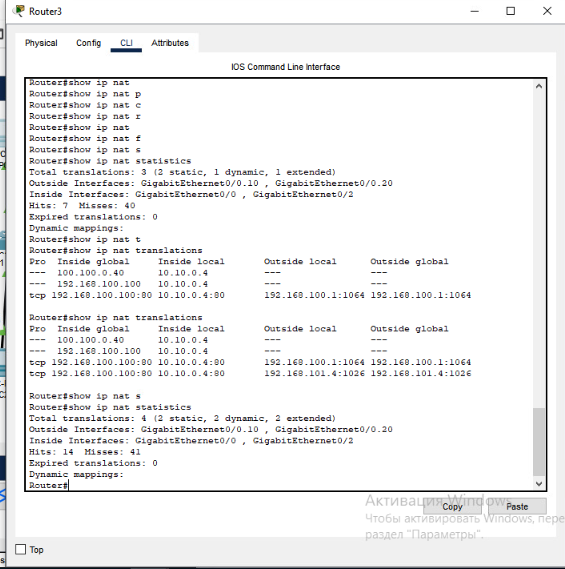 Router3
Physical Config CLI Attributes
IOS Command Line Interface
Router#show ip nat
Router#show ip nat p
Router#show ip nat c
Router#show ip nat r
Router#show ip nat
Router#show ip nat f
Router#show ip nat s
Router#show ip nat statistics
Total translations: 3 (2 static, 1 dynamic, 1 extended)
Outside Interfaces: GigabitEthernet0/0.10 , GigabitEthernet0/0.20
Inside Interfaces: GigabitEthernet0/0 , GigabitEthernet0/2
Hits: 7 Misses: 40
Expired translations: 0
Dynamic mappings:
Router#show ip nat t
Router#show ip nat translations
Pro Inside global Inside local Outside local Outside global
--- 100.100.0.40 10.10.0.4 --- ---
--- 192.168.100.100 10.10.0.4 --- ---
tcp 192.168.100.100:80 10.10.0.4:80 192.168.100.1:1064 192.168.100.1:1064
Router#show ip nat translations
Pro Inside global Inside local Outside local Outside global
--- 100.100.0.40 10.10.0.4 --- ---
--- 192.168.100.100 10.10.0.4 --- ---
tcp 192.168.100.100:80 10.10.0.4:80 192.168.100.1:1064 192.168.100.1:1064
tcp 192.168.100.100:80 10.10.0.4:80 192.168.101.4:1026 192.168.101.4:1026
Router#show ip nat s
Router#show ip nat statistics
Total translations: 4 (2 static, 2 dynamic, 2 extended)
Outside Interfaces: GigabitEthernet0/0.10 , GigabitEthernet0/0.20
Inside Interfaces: GigabitEthernet0/0 , GigabitEthernet0/2
Hits: 14 Misses: 41
Expired translations: 0
Dynamic mappings:
Router#
Активация Windows
Copy Paste
Чтобы активировать Windows, пере
раздел "Параметры".
Top